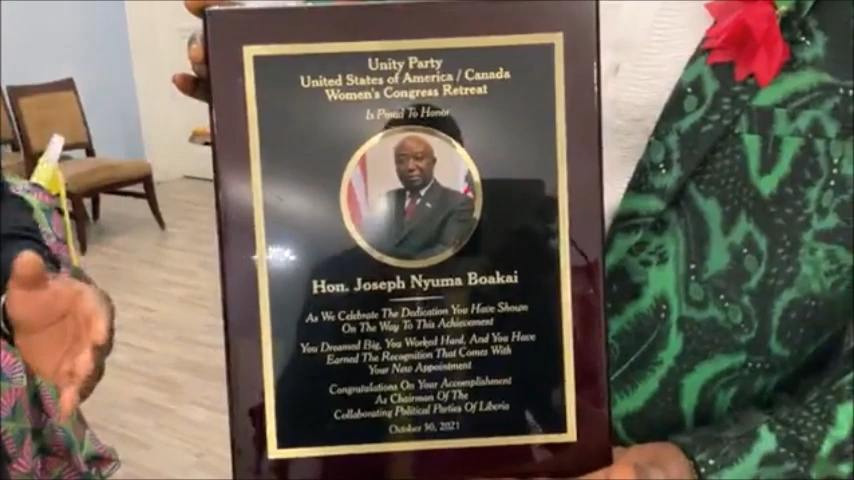 Unity Party
United States of America / Canada
Women's Congress Retreat
Is Proud To Honor
Hon. Joseph Nyuma Boakai
As We Celebrate The Dedication You Have Shown
On The Way To This Achievement
You Dreamed Big, You Worked Hard, And You Have
Earned The Recognition That Comes With
Your New Appointment
Congratulations On Your Accomplishment
As Chairman Of The
Collaborating Political Parties Of Liberia
October 30, 2021